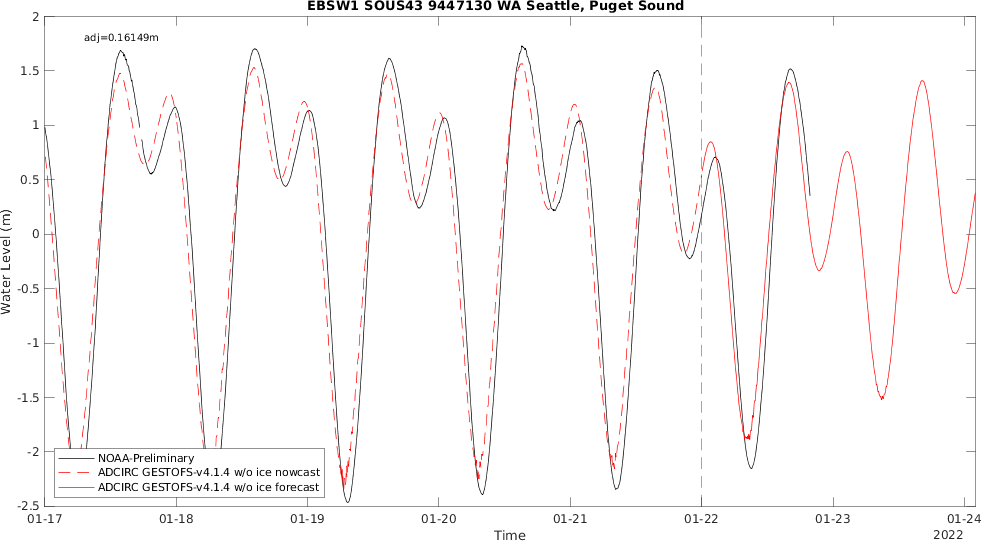 EBSW1 SOUS43 9447130 WA Seattle, Puget Sound
adj=0.16149m
2
1.5
1
0.5
0
-0.5
-1
-1.5
-2
-2.5
Water Level (m)
NOAA-Preliminary
ADCIRC GESTOFS-v4.1.4 w/o ice nowcast
ADCIRC GESTOFS-v4.1.4 w/o ice forecast
01-17 01-18 01-19 01-20 01-21 01-22 01-23 01-24
Time
2022